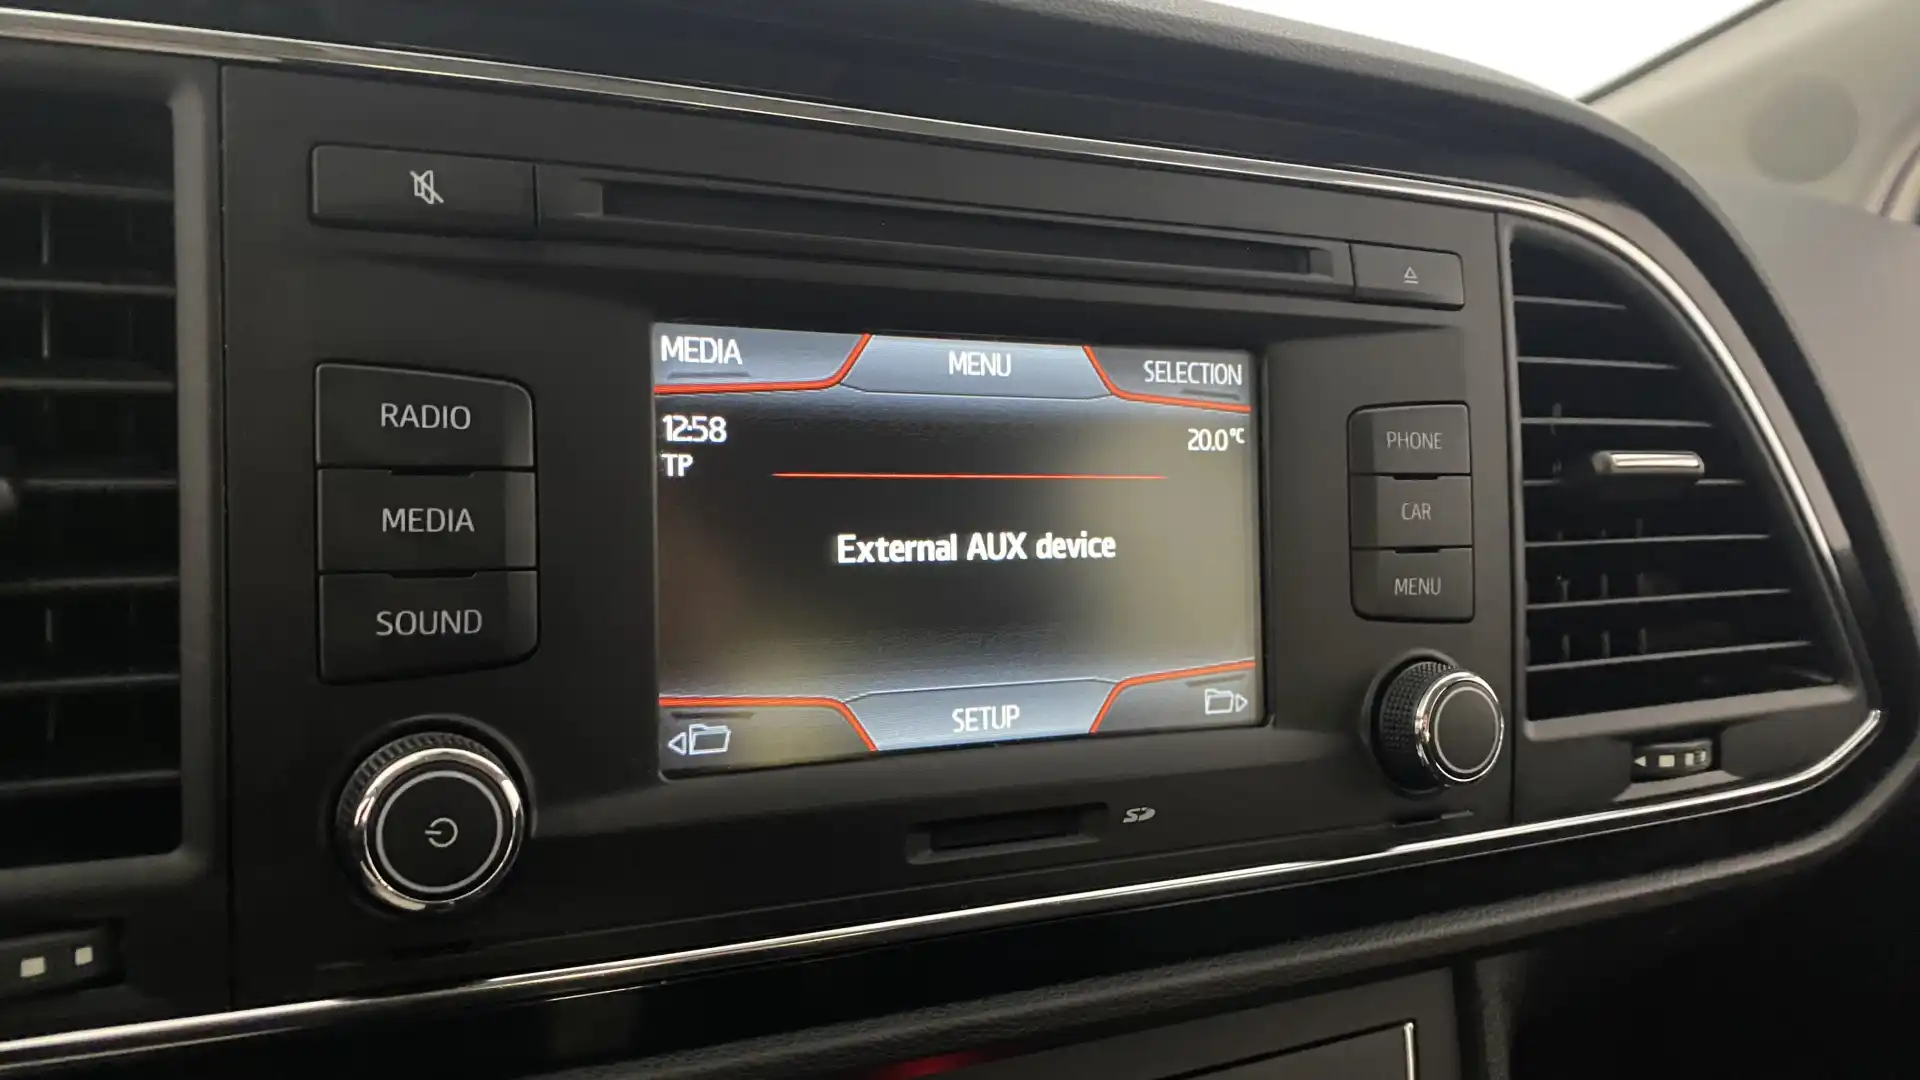 MEDIA
MENU
SELECTION
12:58
20.0°C
TP
External AUX device
SETUP
RADIO
MEDIA
SOUND
PHONE
CAR
MENU
SD